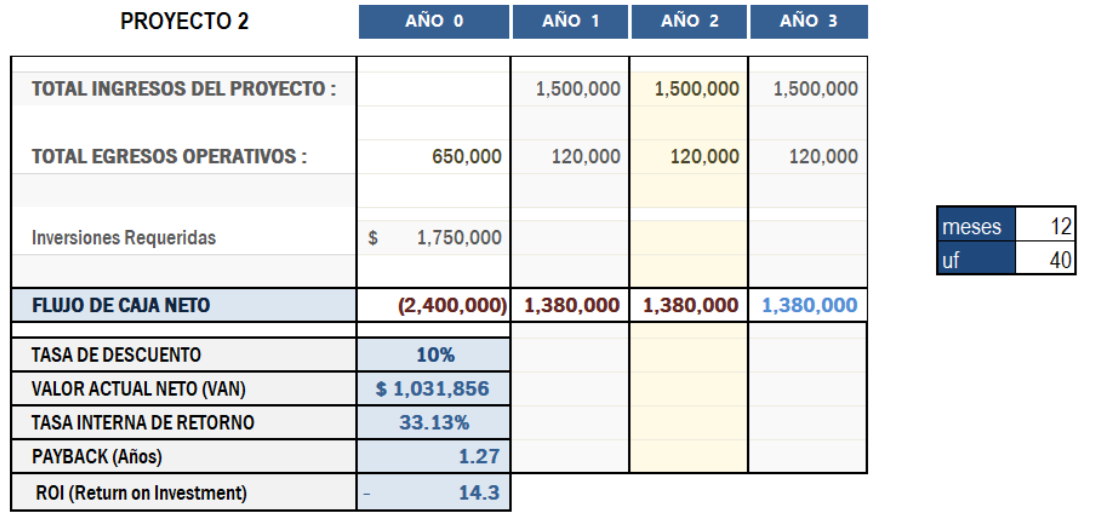 PROYECTO 2 AÑO 0 AÑO 1 AÑO 2 AÑO 3
TOTAL INGRESOS DEL PROYECTO : 1,500,000 1,500,000 1,500,000
TOTAL EGRESOS OPERATIVOS : 650,000 120,000 120,000 120,000
Inversiones Requeridas $ 1,750,000
meses 12
uf 40
FLUJO DE CAJA NETO (2,400,000) 1,380,000 1,380,000 1,380,000
TASA DE DESCUENTO 10%
VALOR ACTUAL NETO (VAN) $ 1,031,856
TASA INTERNA DE RETORNO 33.13%
PAYBACK (Años) 1.27
ROI (Return on Investment) - 14.3